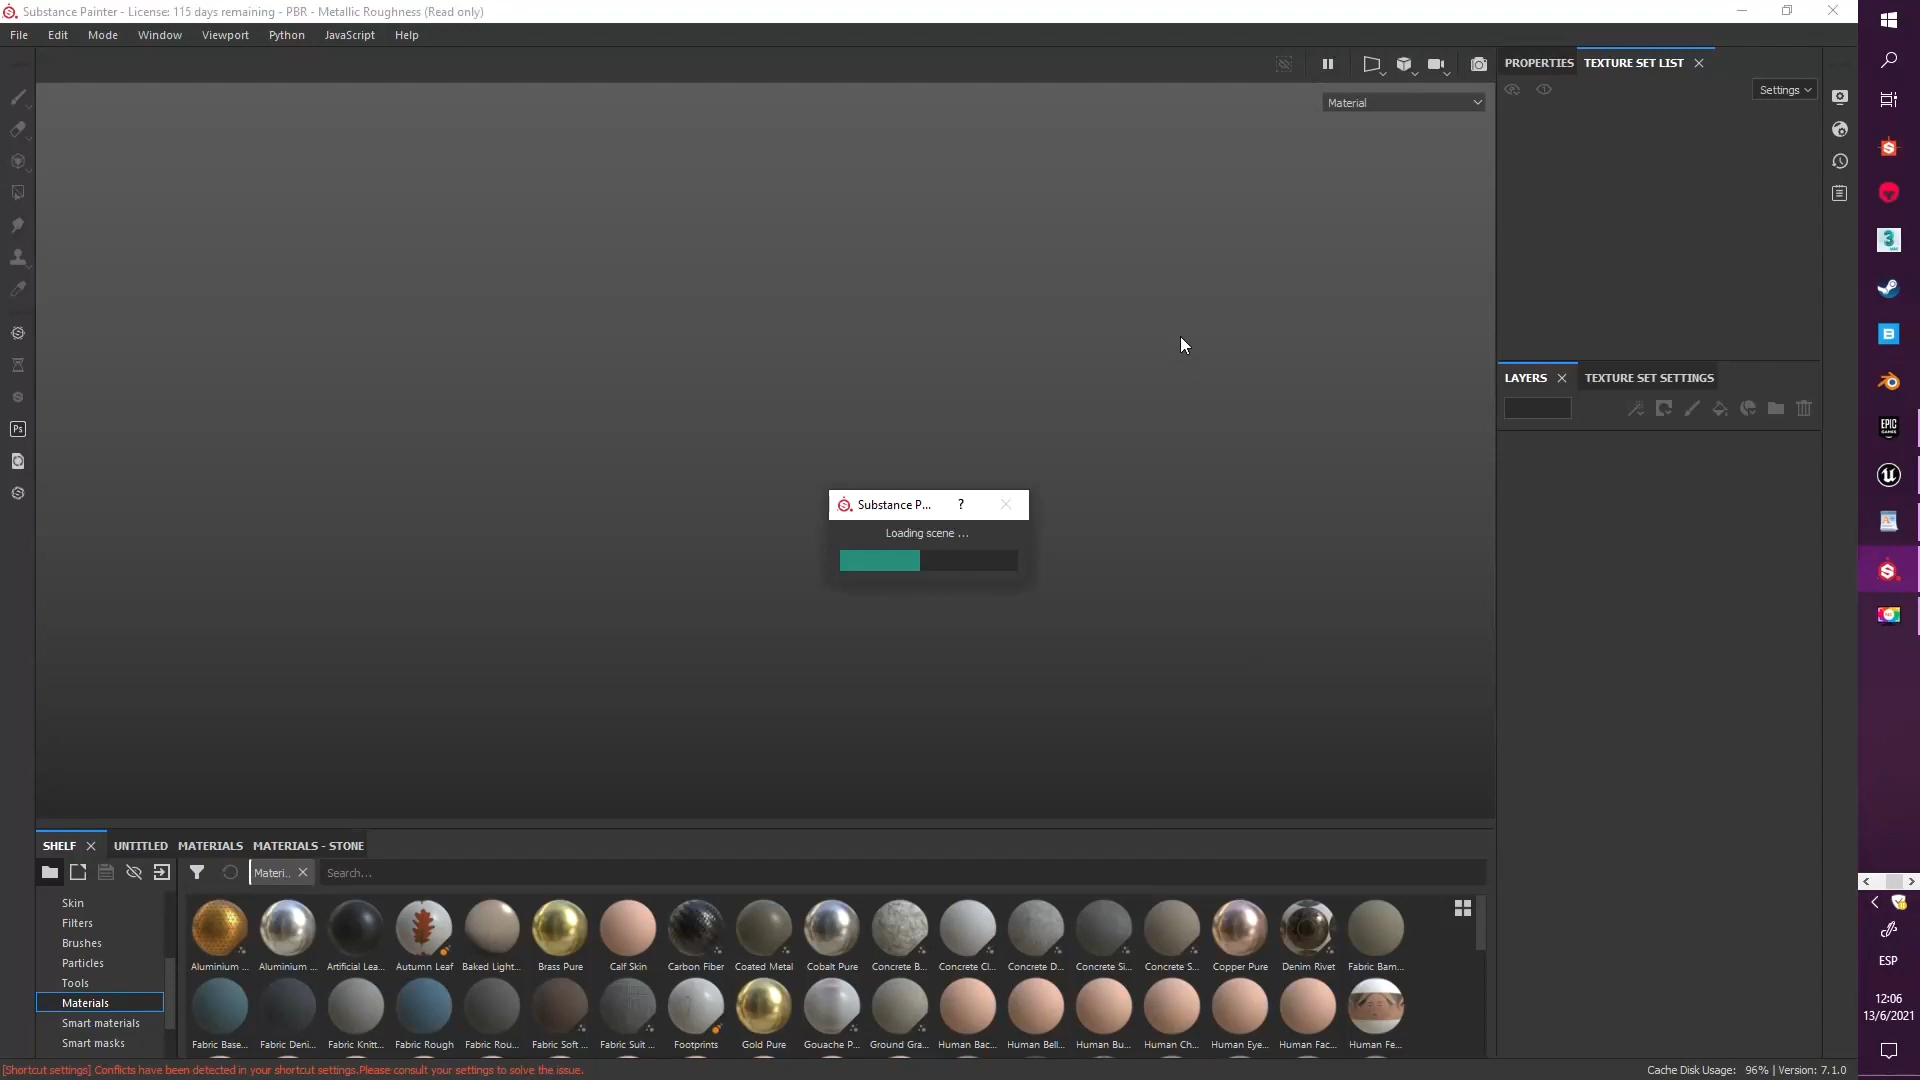 Substance Painter - License: 115 days remaining - PBR - Metallic Roughness (Read only)
File Edit Mode Window Viewport Python JavaScript Help
PROPERTIES TEXTURE SET LIST
Settings
Material
LAYERS TEXTURE SET SETTINGS
Ps
Substance P... ?
Loading scene ...
SHELF UNTITLED MATERIALS MATERIALS - STONE
Materi.. Search...
Skin
Filters
Brushes
Particles
Tools
Materials
Smart materials
Smart masks
Aluminium ... Aluminium ... Artificial Lea... Autumn Leaf Baked Light... Brass Pure Calf Skin Carbon Fiber Coated Metal Cobalt Pure Concrete B... Concrete Cl... Concrete D... Concrete Si... Concrete S... Copper Pure Denim Rivet Fabric Bam...
Fabric Base... Fabric Deni... Fabric Knitt... Fabric Rough Fabric Rou... Fabric Soft ... Fabric Suit ... Footprints Gold Pure Gouache P... Ground Gra... Human Bac... Human Bell... Human Bu... Human Ch... Human Eye... Human Fac... Human Fe...
[Shortcut settings] Conflicts have been detected in your shortcut settings.Please consult your settings to solve the issue.
Cache Disk Usage: 96% | Version: 7.1.0
EPIC
GAMES
ESP
12:06
13/6/2021